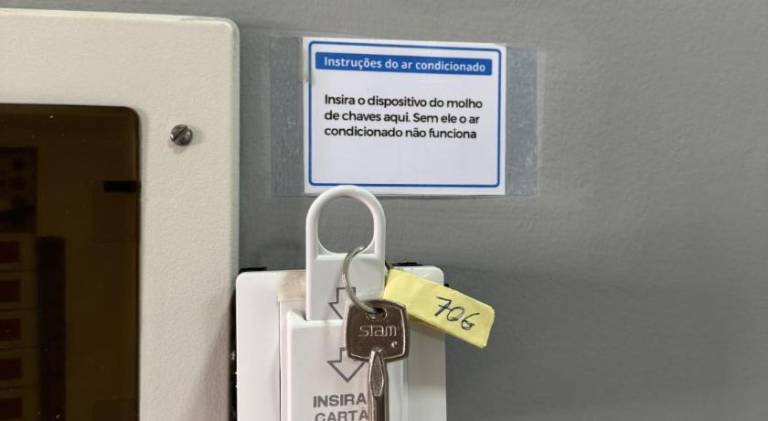 Instruções do ar condicionado
Insira o dispositivo do molho
de chaves aqui. Sem ele o ar
condicionado não funciona
706
stam
INSIRA
CARTA